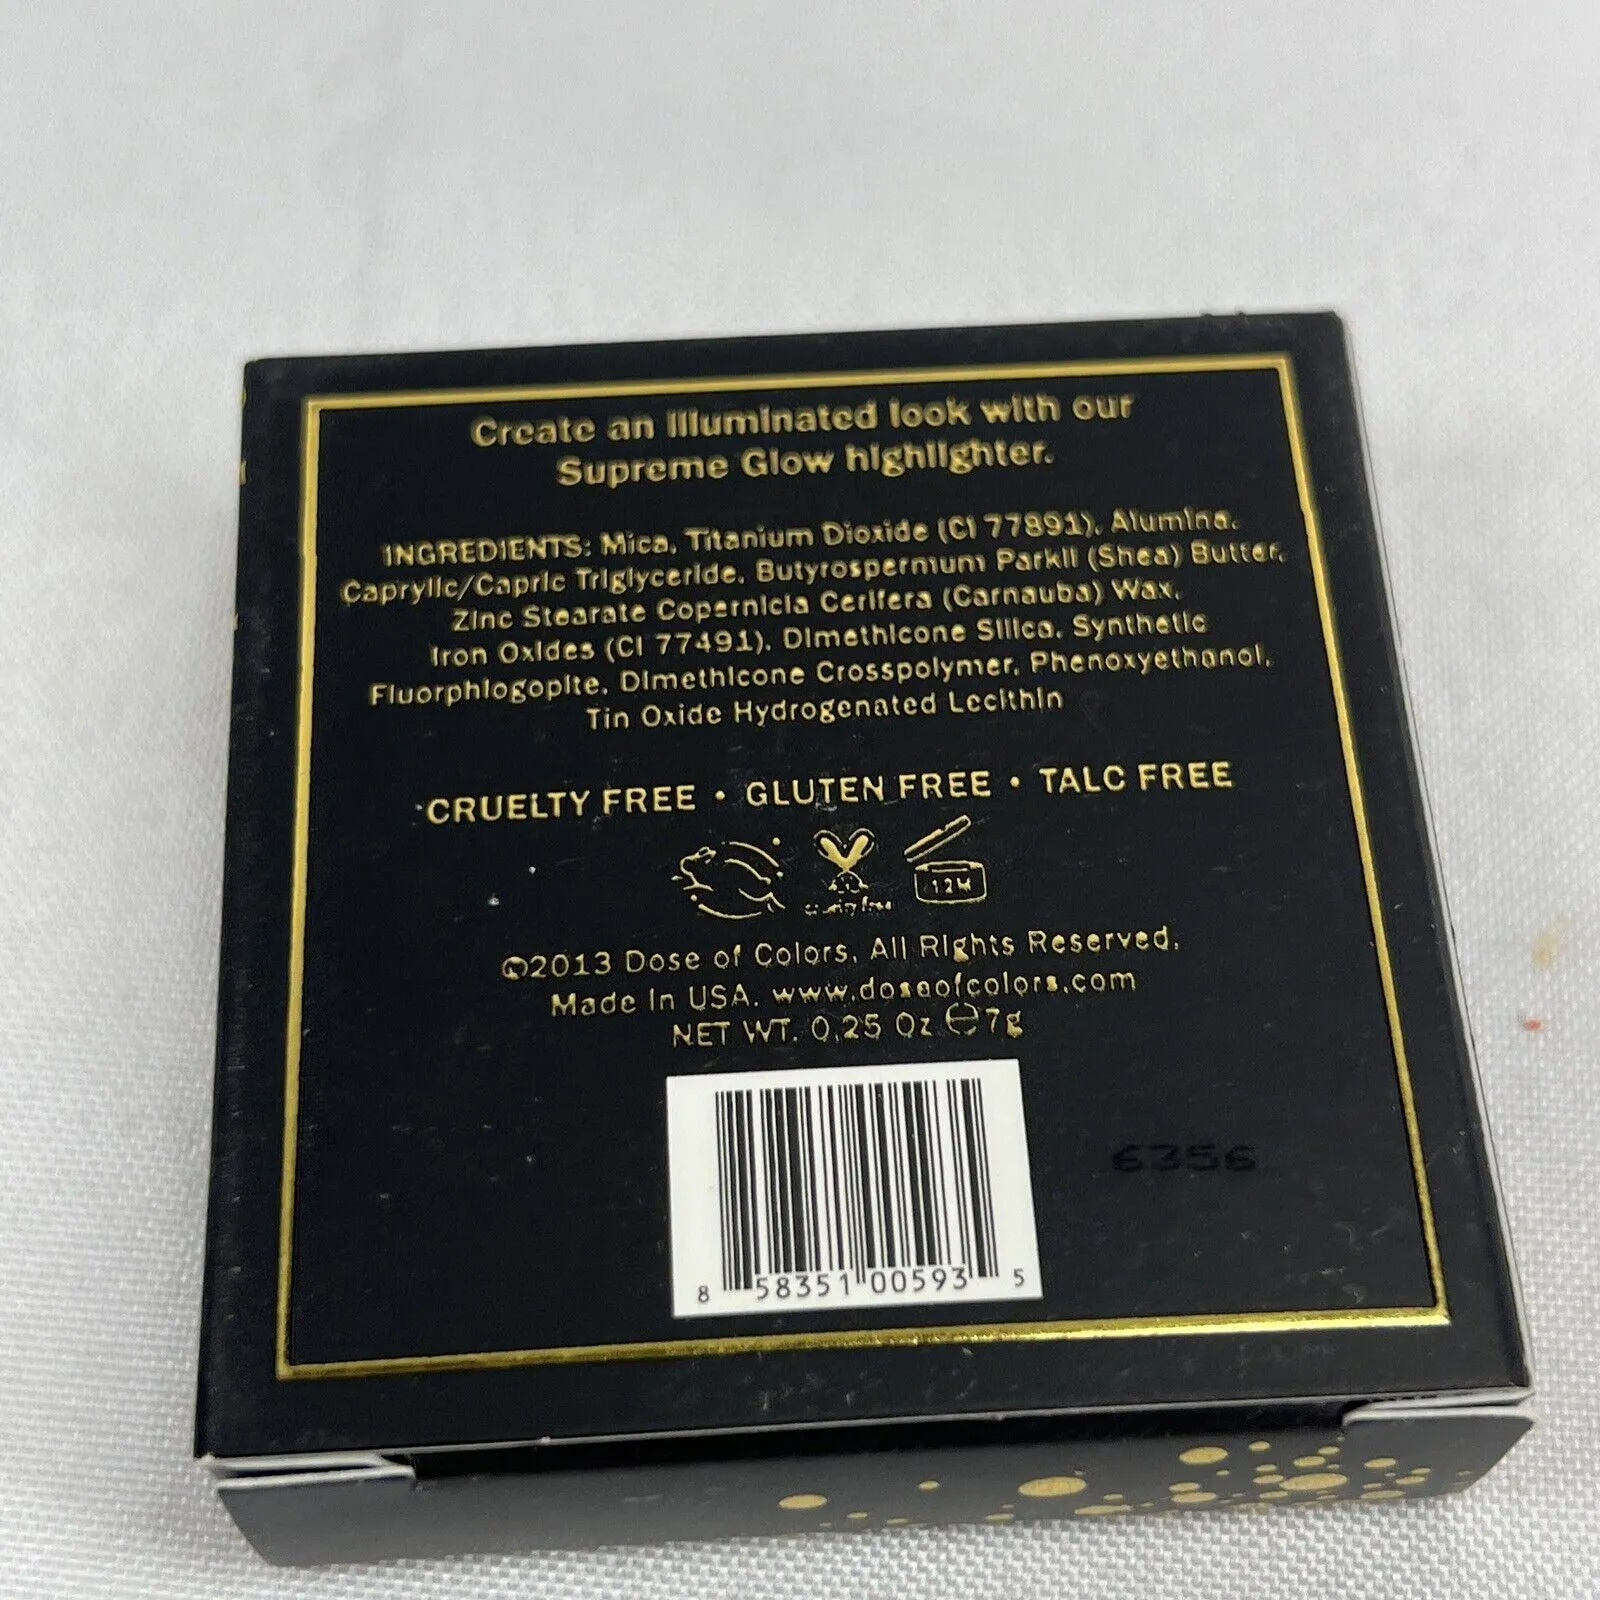 Create an Illuminated look with our
Supreme Glow highlighter.
INGREDIENTS: Mica, Titanium Dioxide (CI 77891), Alumina,
Caprylic/Capric Triglyceride, Butyrospermum Parkii (Shea) Butter,
Zinc Stearate Copernicia Cerifera (Carnauba) Wax,
Iron Oxides (CI 77491), Dimethicone Silica, Synthetic
Fluorphlogopite, Dimethicone Crosspolymer, Phenoxyethanol,
Tin Oxide Hydrogenated Lecithin
CRUELTY FREE • GLUTEN FREE • TALC FREE
cruelty free
12M
©2013 Dose of Colors, All Rights Reserved.
Made In USA. www.doseofcolors.com
NET WT. 0.25 Oz ℮7g
6356
8 58351 00593 5